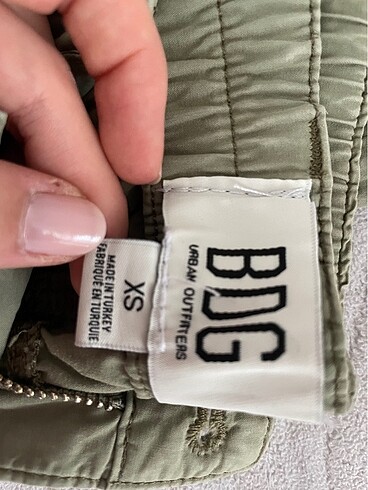 BDG
URBAN OUTFITTERS
XS
MADE IN TURKEY
FABRIQUE EN TURQUIE